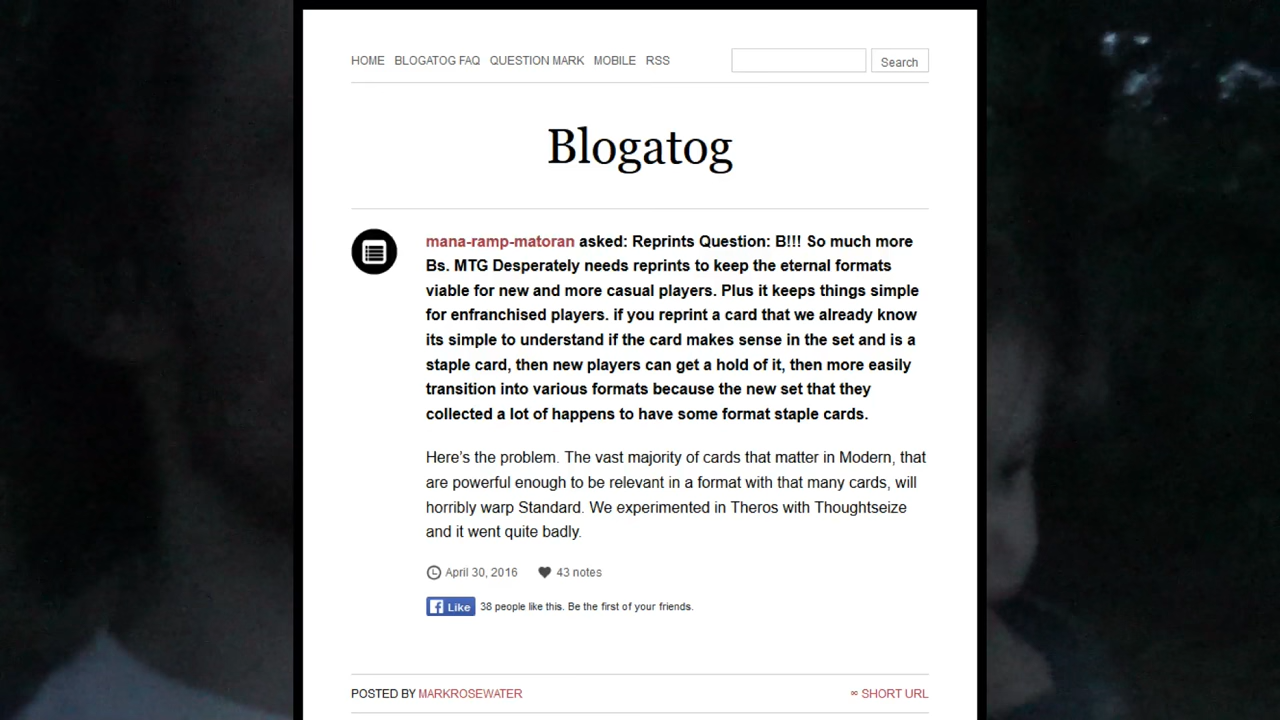 HOME BLOGATOG FAQ QUESTION MARK MOBILE RSS Search
Blogatog
mana-ramp-matoran asked: Reprints Question: B!!! So much more
Bs. MTG Desperately needs reprints to keep the eternal formats
viable for new and more casual players. Plus it keeps things simple
for enfranchised players. if you reprint a card that we already know
its simple to understand if the card makes sense in the set and is a
staple card, then new players can get a hold of it, then more easily
transition into various formats because the new set that they
collected a lot of happens to have some format staple cards.
Here’s the problem. The vast majority of cards that matter in Modern, that
are powerful enough to be relevant in a format with that many cards, will
horribly warp Standard. We experimented in Theros with Thoughtseize
and it went quite badly.
April 30, 2016 43 notes
Like 38 people like this. Be the first of your friends.
POSTED BY MARKROSEWATER ∞ SHORT URL